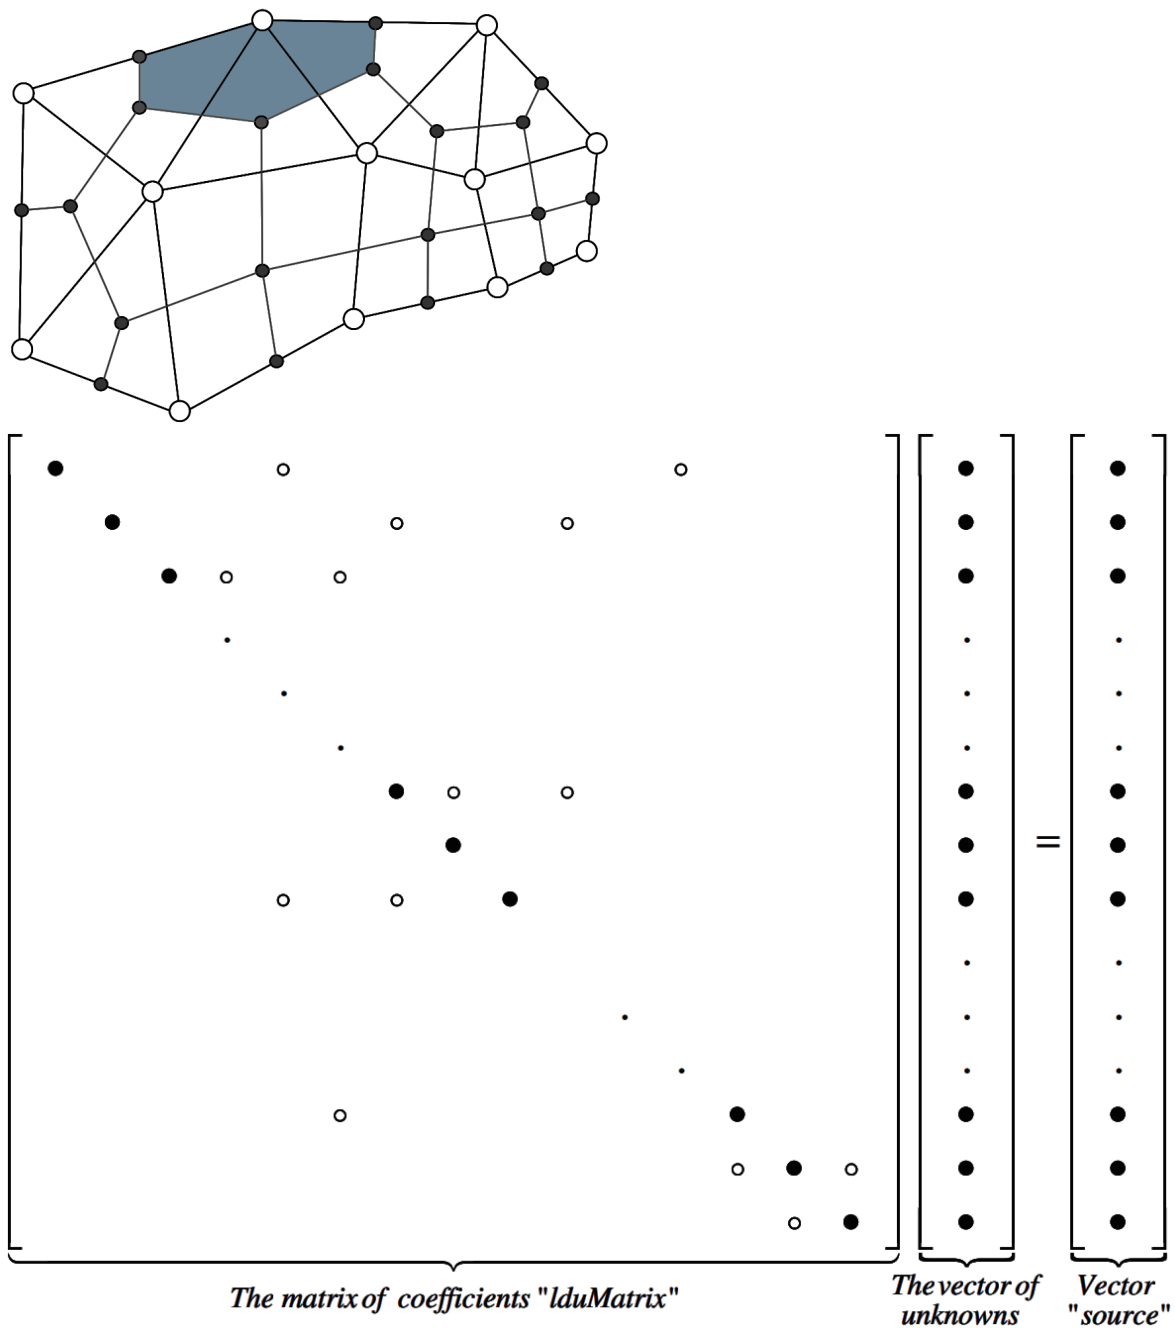 =
The matrix of coefficients "lduMatrix"
The vector of
unknowns
Vector
"source"